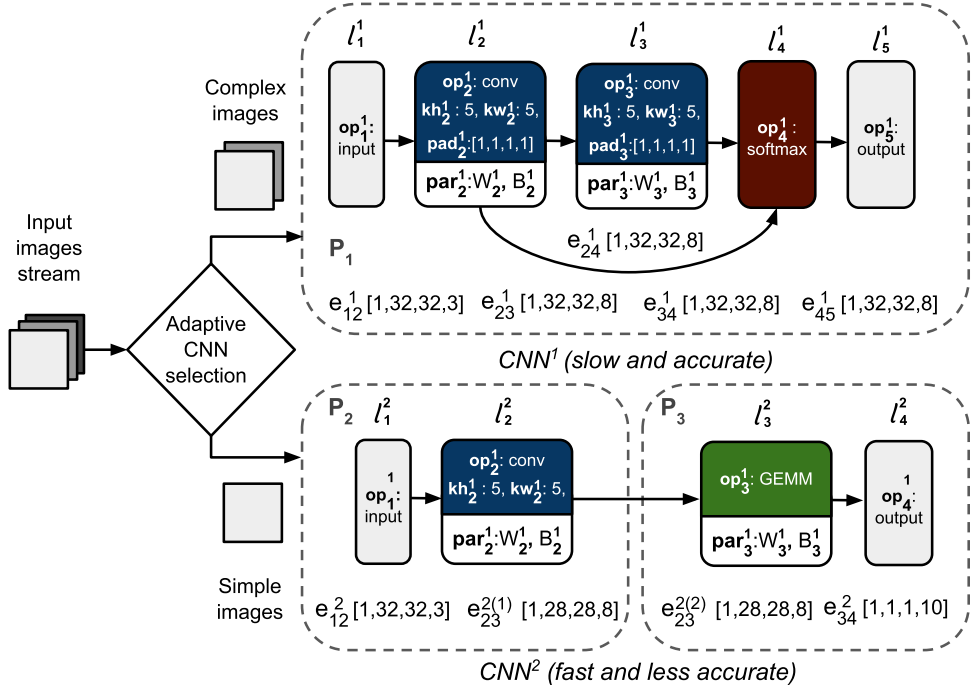 l₁¹ l₂¹ l₃¹ l₄¹ l₅¹
Complex
images
op₁¹:
input
op₂¹: conv
kh₂¹ : 5, kw₂¹: 5,
pad₂¹:[1,1,1,1]
par₂¹:W₂¹, B₂¹
op₃¹: conv
kh₃¹ : 5, kw₃¹: 5,
pad₃¹:[1,1,1,1]
par₃¹:W₃¹, B₃¹
op₄¹ :
softmax
op₅¹:
output
e₂₄¹ [1,32,32,8]
P₁
e₁₂¹ [1,32,32,3] e₂₃¹ [1,32,32,8] e₃₄¹ [1,32,32,8] e₄₅¹ [1,32,32,8]
CNN¹ (slow and accurate)
Input
images
stream
Adaptive
CNN
selection
Simple
images
P₂ l₁² l₂²
op₁¹:
input
op₂¹: conv
kh₂¹ : 5, kw₂¹: 5,
par₂¹:W₂¹, B₂¹
e₁₂² [1,32,32,3] e₂₃²⁽¹⁾ [1,28,28,8]
P₃ l₃² l₄²
op₃¹: GEMM
par₃¹:W₃¹, B₃¹
op₄¹:
output
e₂₃²⁽²⁾ [1,28,28,8] e₃₄² [1,1,1,10]
CNN² (fast and less accurate)